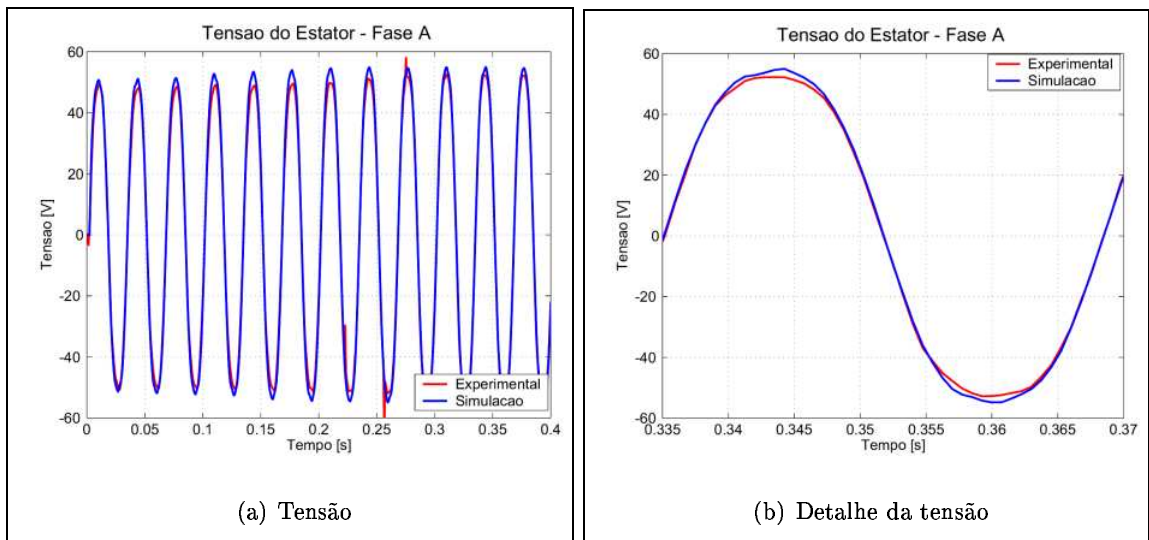 Tensao do Estator - Fase A
Tensao [V]
60
40
20
0
-20
-40
-60
0 0.05 0.1 0.15 0.2 0.25 0.3 0.35 0.4
Tempo [s]
Experimental
Simulacao
(a) Tensão
Tensao do Estator - Fase A
Tensao [V]
60
40
20
0
-20
-40
-60
0.335 0.34 0.345 0.35 0.355 0.36 0.365 0.37
Tempo [s]
Experimental
Simulacao
(b) Detalhe da tensão